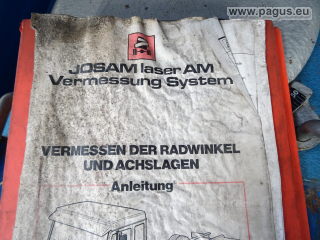 www.pagus.eu
JOSAM laser AM
Vermessung System
VERMESSEN DER RADWINKEL
UND ACHSLAGEN
Anleitung